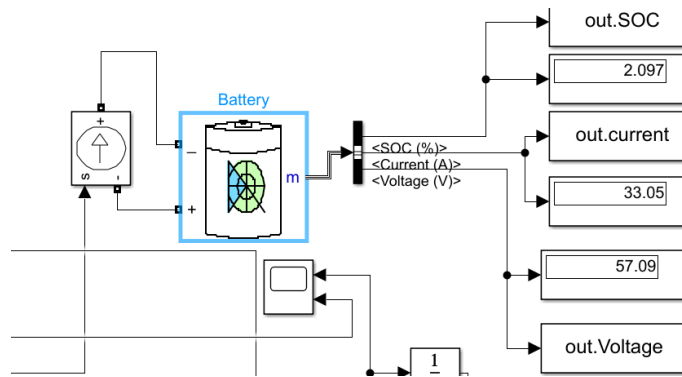 out.SOC
2.097
Battery
+
s
-
−
m
+
<SOC (%)>
<Current (A)>
<Voltage (V)>
out.current
33.05
57.09
out.Voltage
1